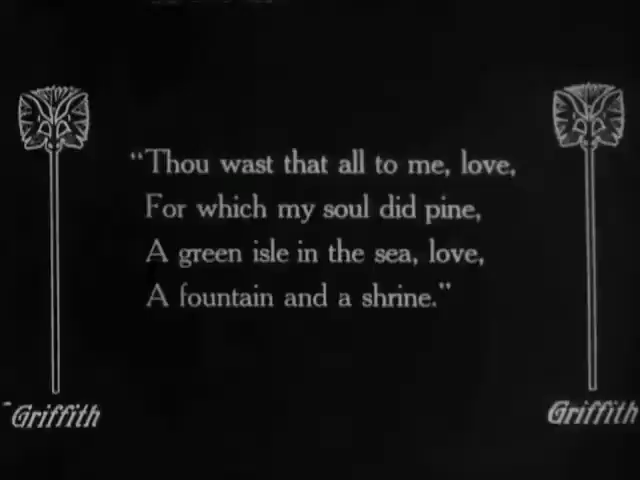 "Thou wast that all to me, love,
For which my soul did pine,
A green isle in the sea, love,
A fountain and a shrine."
Griffith
Griffith